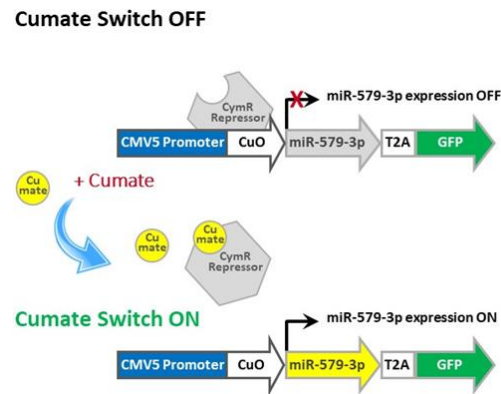 Cumate Switch OFF
CymR
Repressor
miR-579-3p expression OFF
CMV5 Promoter CuO miR-579-3p T2A GFP
Cu
mate
+ Cumate
Cu
mate
Cu
mate
CymR
Repressor
Cumate Switch ON
miR-579-3p expression ON
CMV5 Promoter CuO miR-579-3p T2A GFP